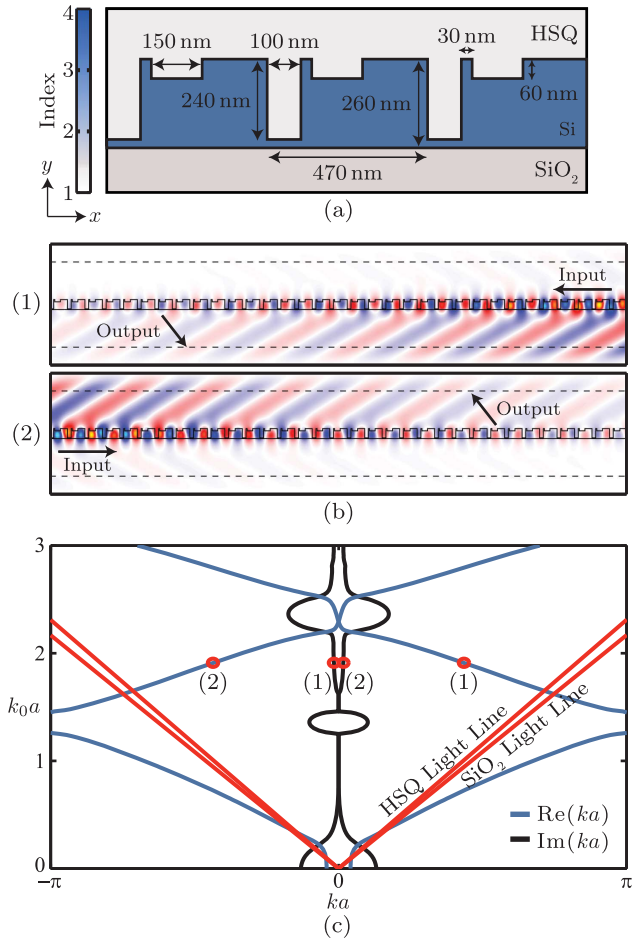 4
3
2
1
Index
y
x
150 nm
100 nm
30 nm
HSQ
240 nm
260 nm
60 nm
Si
470 nm
SiO₂
(a)
(1)
Input
Output
(2)
Output
Input
(b)
3
2
k₀a
1
0
(2)
(1)
(2)
(1)
HSQ Light Line
SiO₂ Light Line
Re(ka)
Im(ka)
−π
0
π
ka
(c)